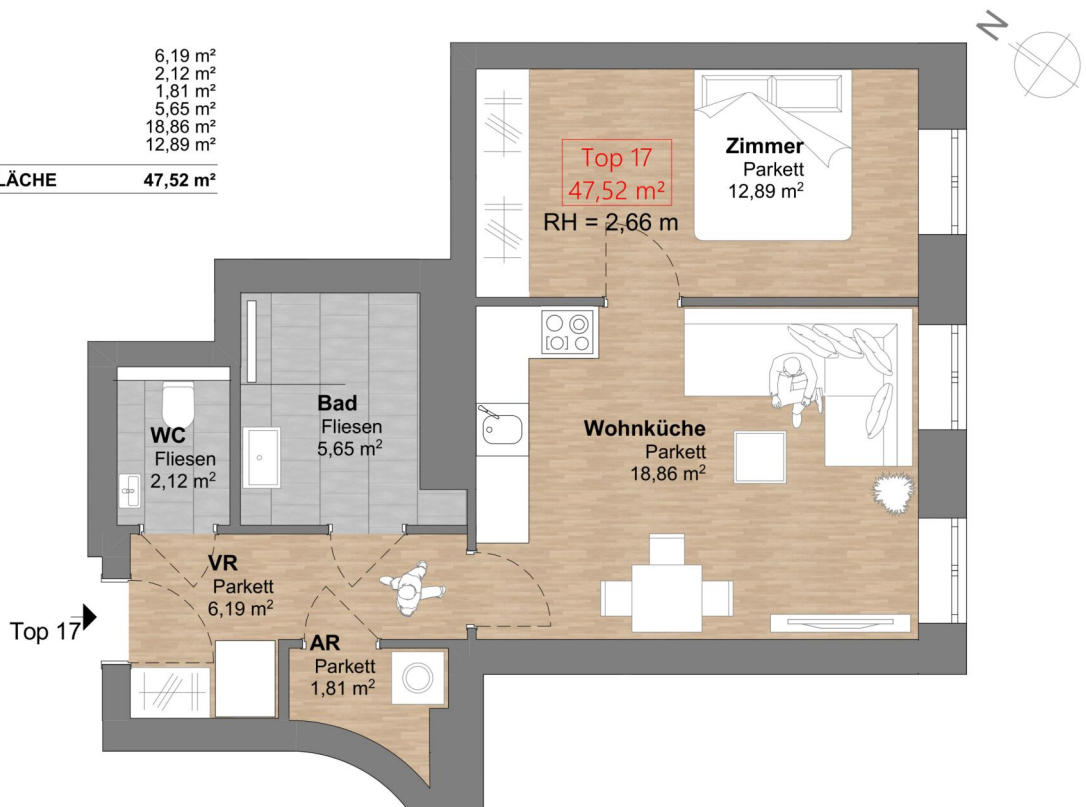 6,19 m²
2,12 m²
1,81 m²
5,65 m²
18,86 m²
12,89 m²
LÄCHE 47,52 m²
N
Top 17
47,52 m²
RH = 2,66 m
Zimmer
Parkett
12,89 m²
Bad
Fliesen
5,65 m²
WC
Fliesen
2,12 m²
Wohnküche
Parkett
18,86 m²
VR
Parkett
6,19 m²
Top 17
AR
Parkett
1,81 m²